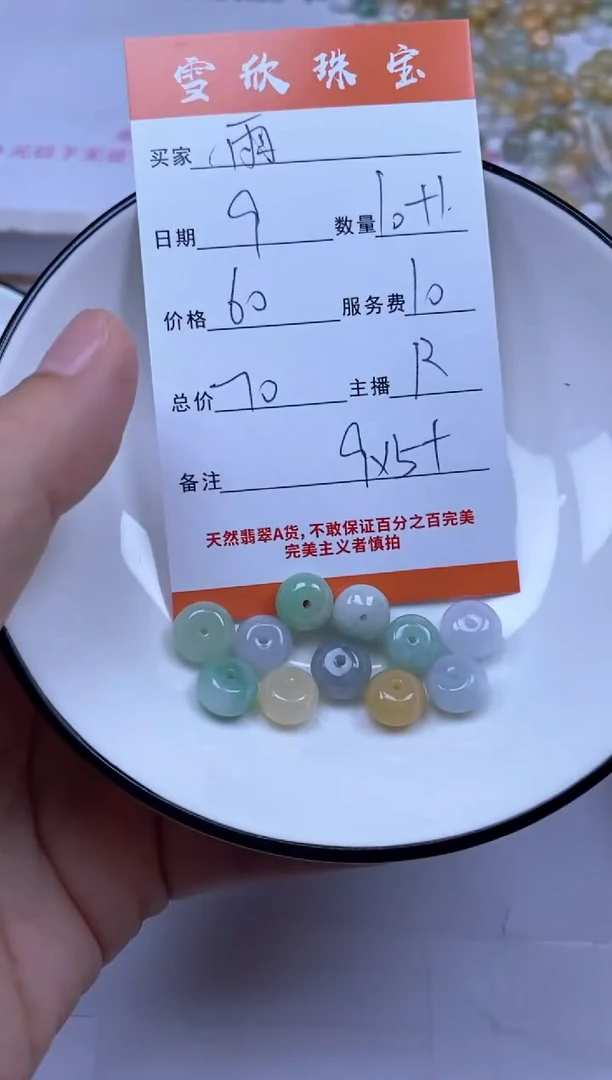 雪欣珠宝
买家 雨
日期 9 数量 10+1
价格 60 服务费 10
总价 70 主播 R
备注 9x5+
天然翡翠A货,不敢保证百分之百完美
完美主义者慎拍